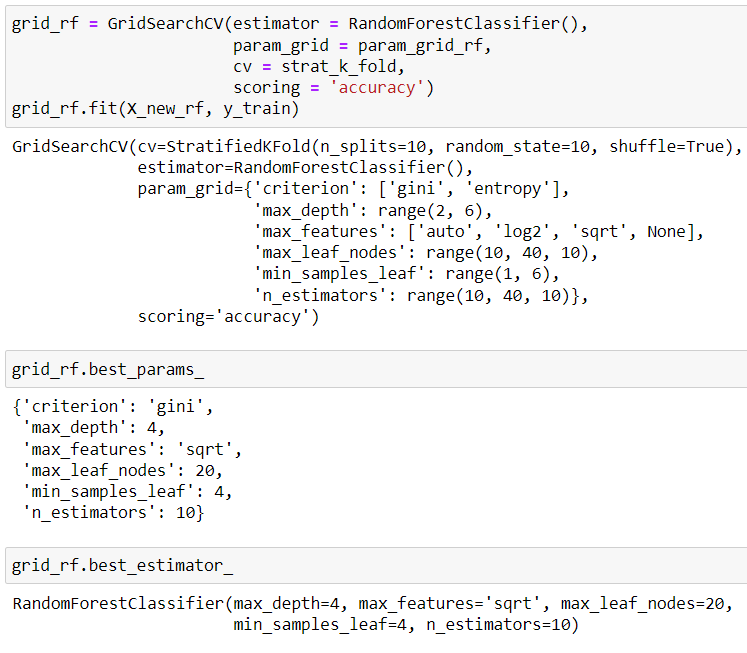 grid_rf = GridSearchCV(estimator = RandomForestClassifier(),
                       param_grid = param_grid_rf,
                       cv = strat_k_fold,
                       scoring = 'accuracy')
grid_rf.fit(X_new_rf, y_train)
GridSearchCV(cv=StratifiedKFold(n_splits=10, random_state=10, shuffle=True),
             estimator=RandomForestClassifier(),
             param_grid={'criterion': ['gini', 'entropy'],
                         'max_depth': range(2, 6),
                         'max_features': ['auto', 'log2', 'sqrt', None],
                         'max_leaf_nodes': range(10, 40, 10),
                         'min_samples_leaf': range(1, 6),
                         'n_estimators': range(10, 40, 10)},
             scoring='accuracy')
grid_rf.best_params_
{'criterion': 'gini',
 'max_depth': 4,
 'max_features': 'sqrt',
 'max_leaf_nodes': 20,
 'min_samples_leaf': 4,
 'n_estimators': 10}
grid_rf.best_estimator_
RandomForestClassifier(max_depth=4, max_features='sqrt', max_leaf_nodes=20,
                       min_samples_leaf=4, n_estimators=10)